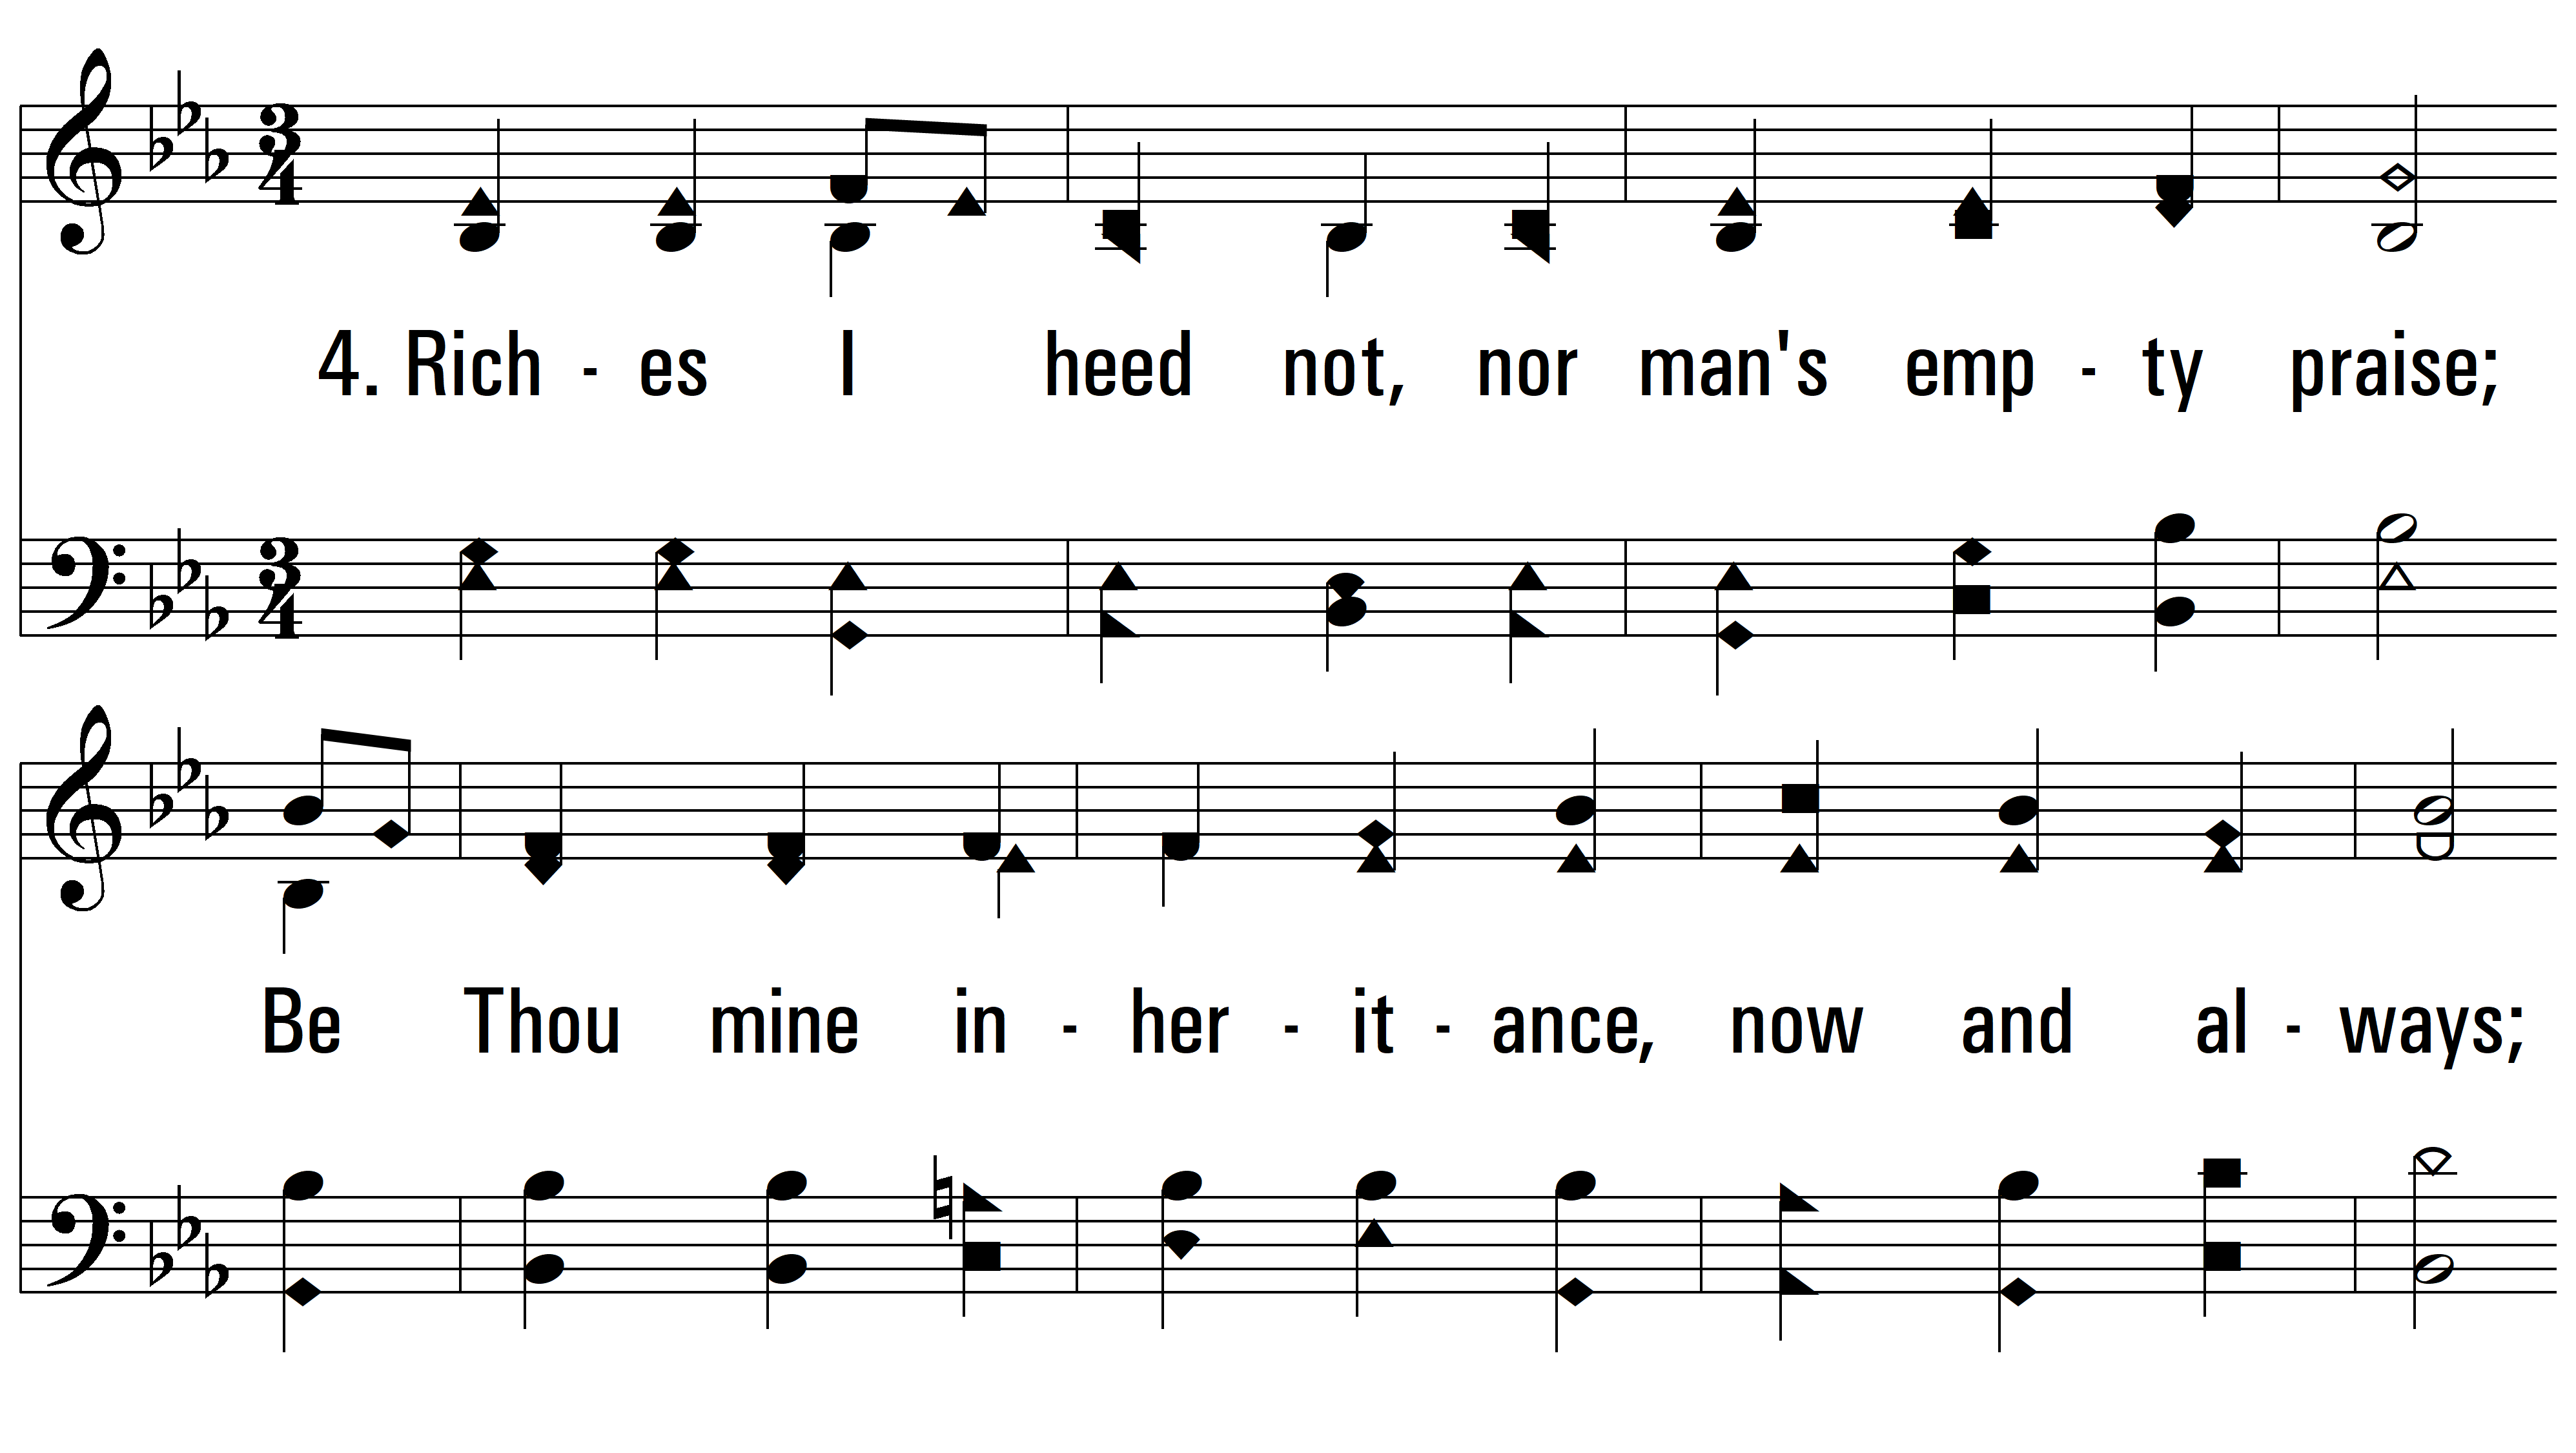 4. Rich - es I heed not, nor man's emp - ty praise;
Be Thou mine in - her - it - ance, now and al - ways;